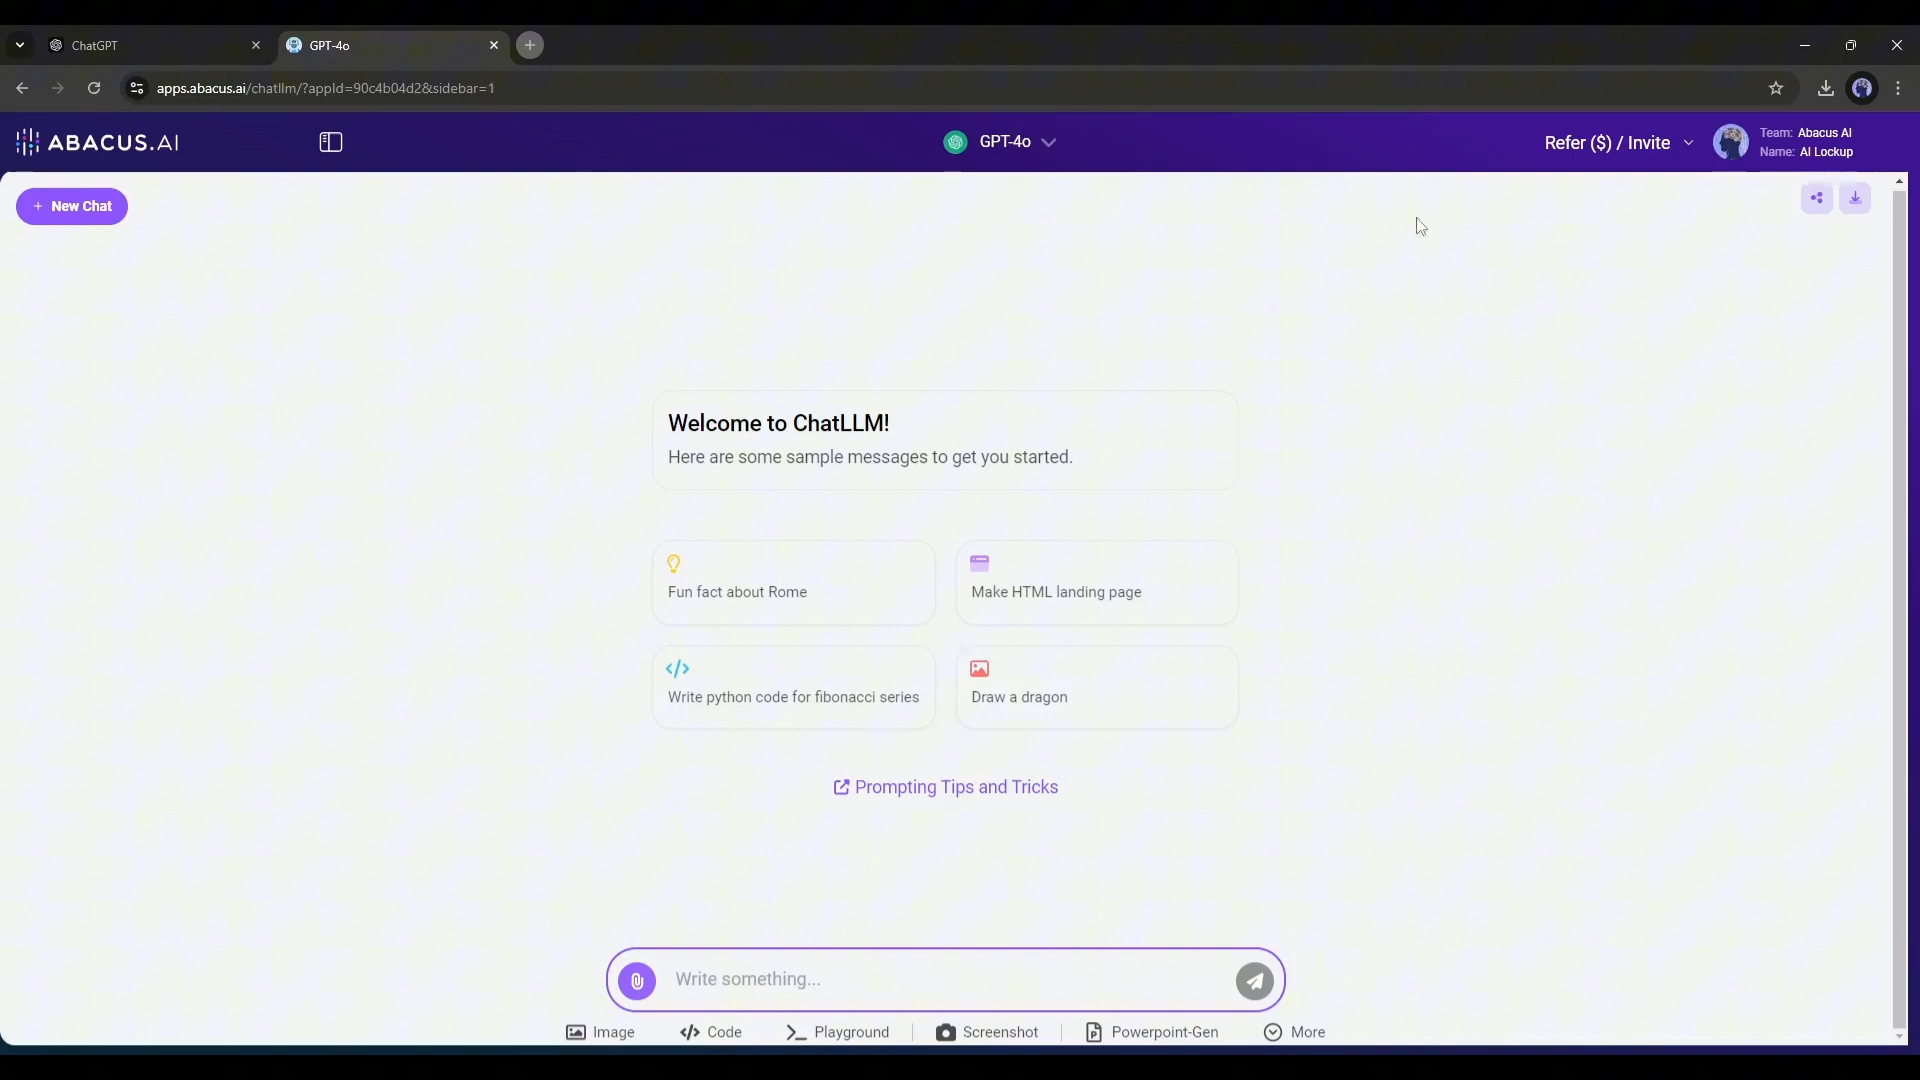 ChatGPT
GPT-4o
apps.abacus.ai/chatllm/?appId=90c4b04d2&sidebar=1
ABACUS.AI
GPT-4o
Refer ($) / Invite
Team: Abacus AI
Name: AI Lockup
+ New Chat
Welcome to ChatLLM!
Here are some sample messages to get you started.
Fun fact about Rome
Make HTML landing page
Write python code for fibonacci series
Draw a dragon
Prompting Tips and Tricks
Write something...
Image
Code
Playground
Screenshot
Powerpoint-Gen
More